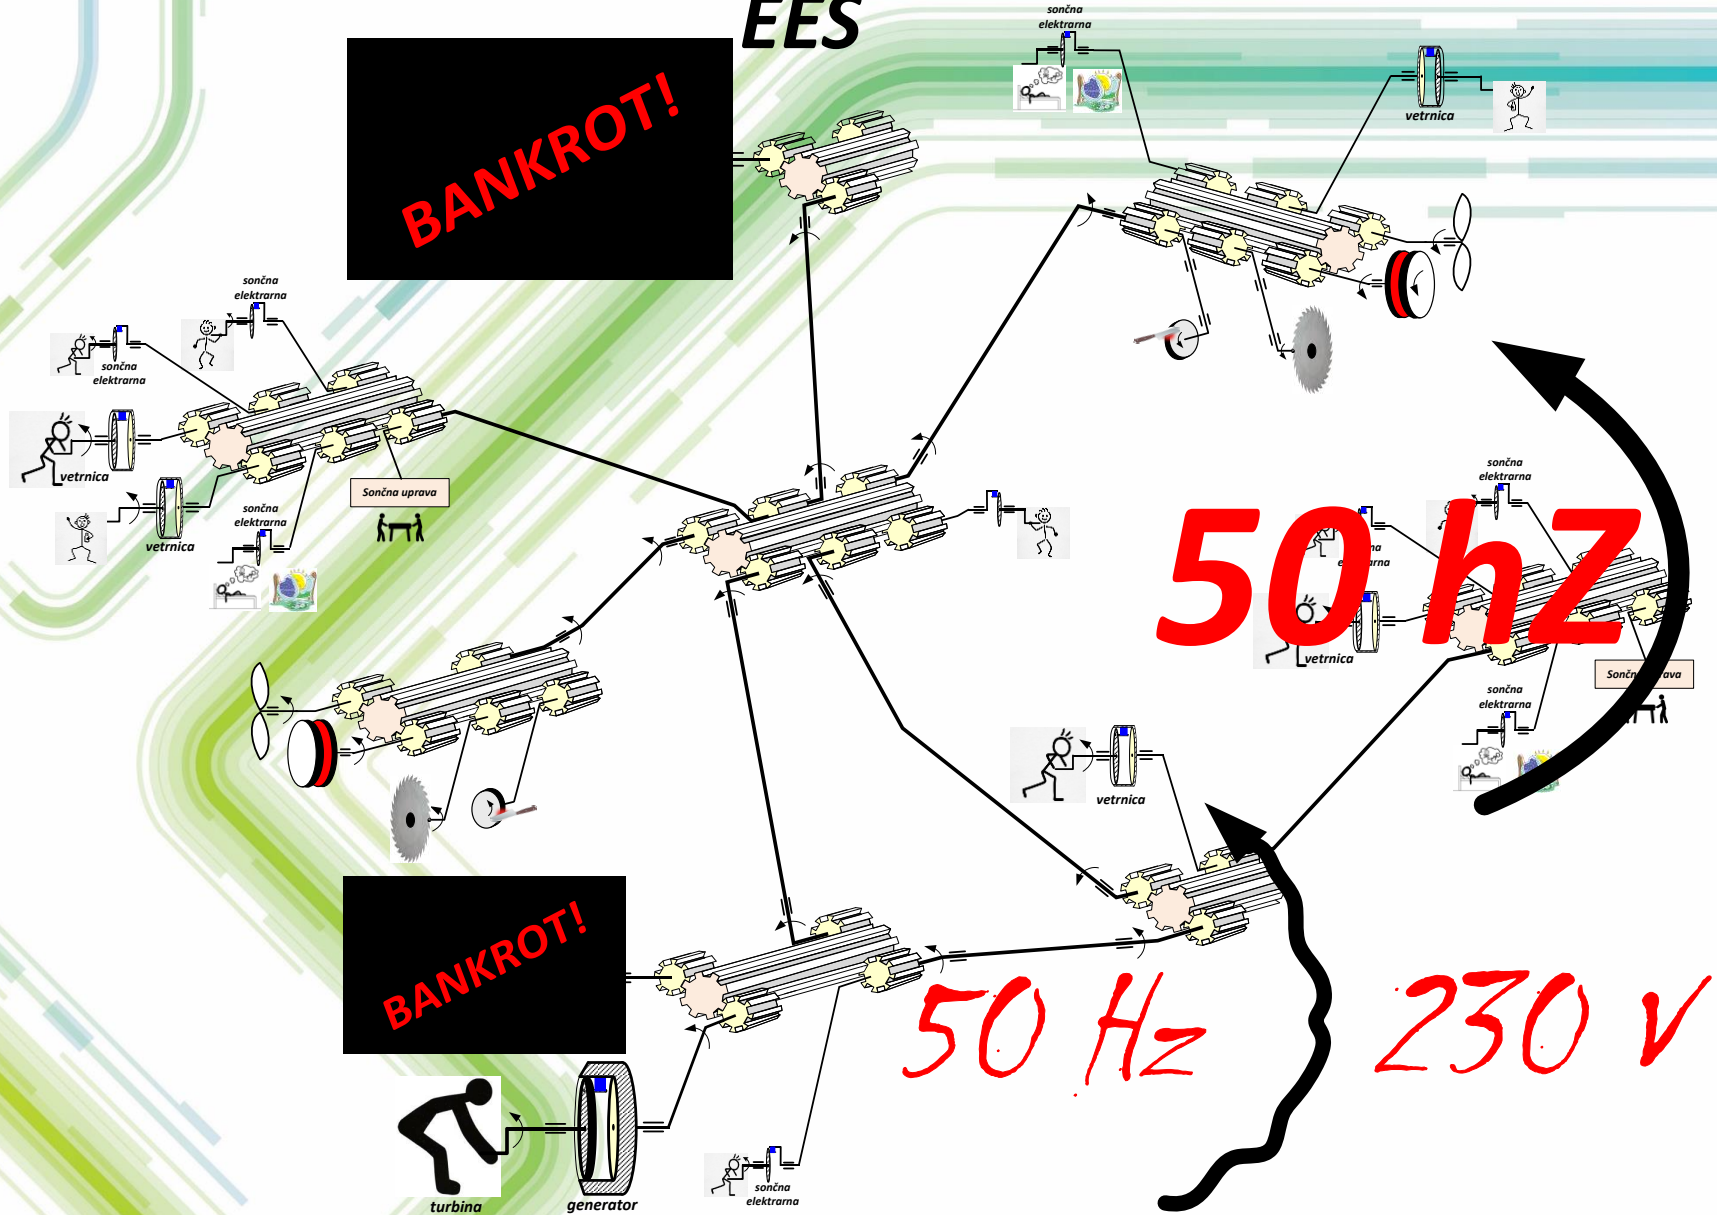 EES
sončna
elektrarna
vetrnica
BANKROT!
sončna
elektrarna
sončna
elektrarna
vetrnica
Sončna uprava
vetrnica
sončna
elektrarna
sončna
elektrarna
50 hZ
vetrnica
sončna
elektrarna
vetrnica
BANKROT!
50 Hz
230 V
turbina
generator
sončna
elektrarna